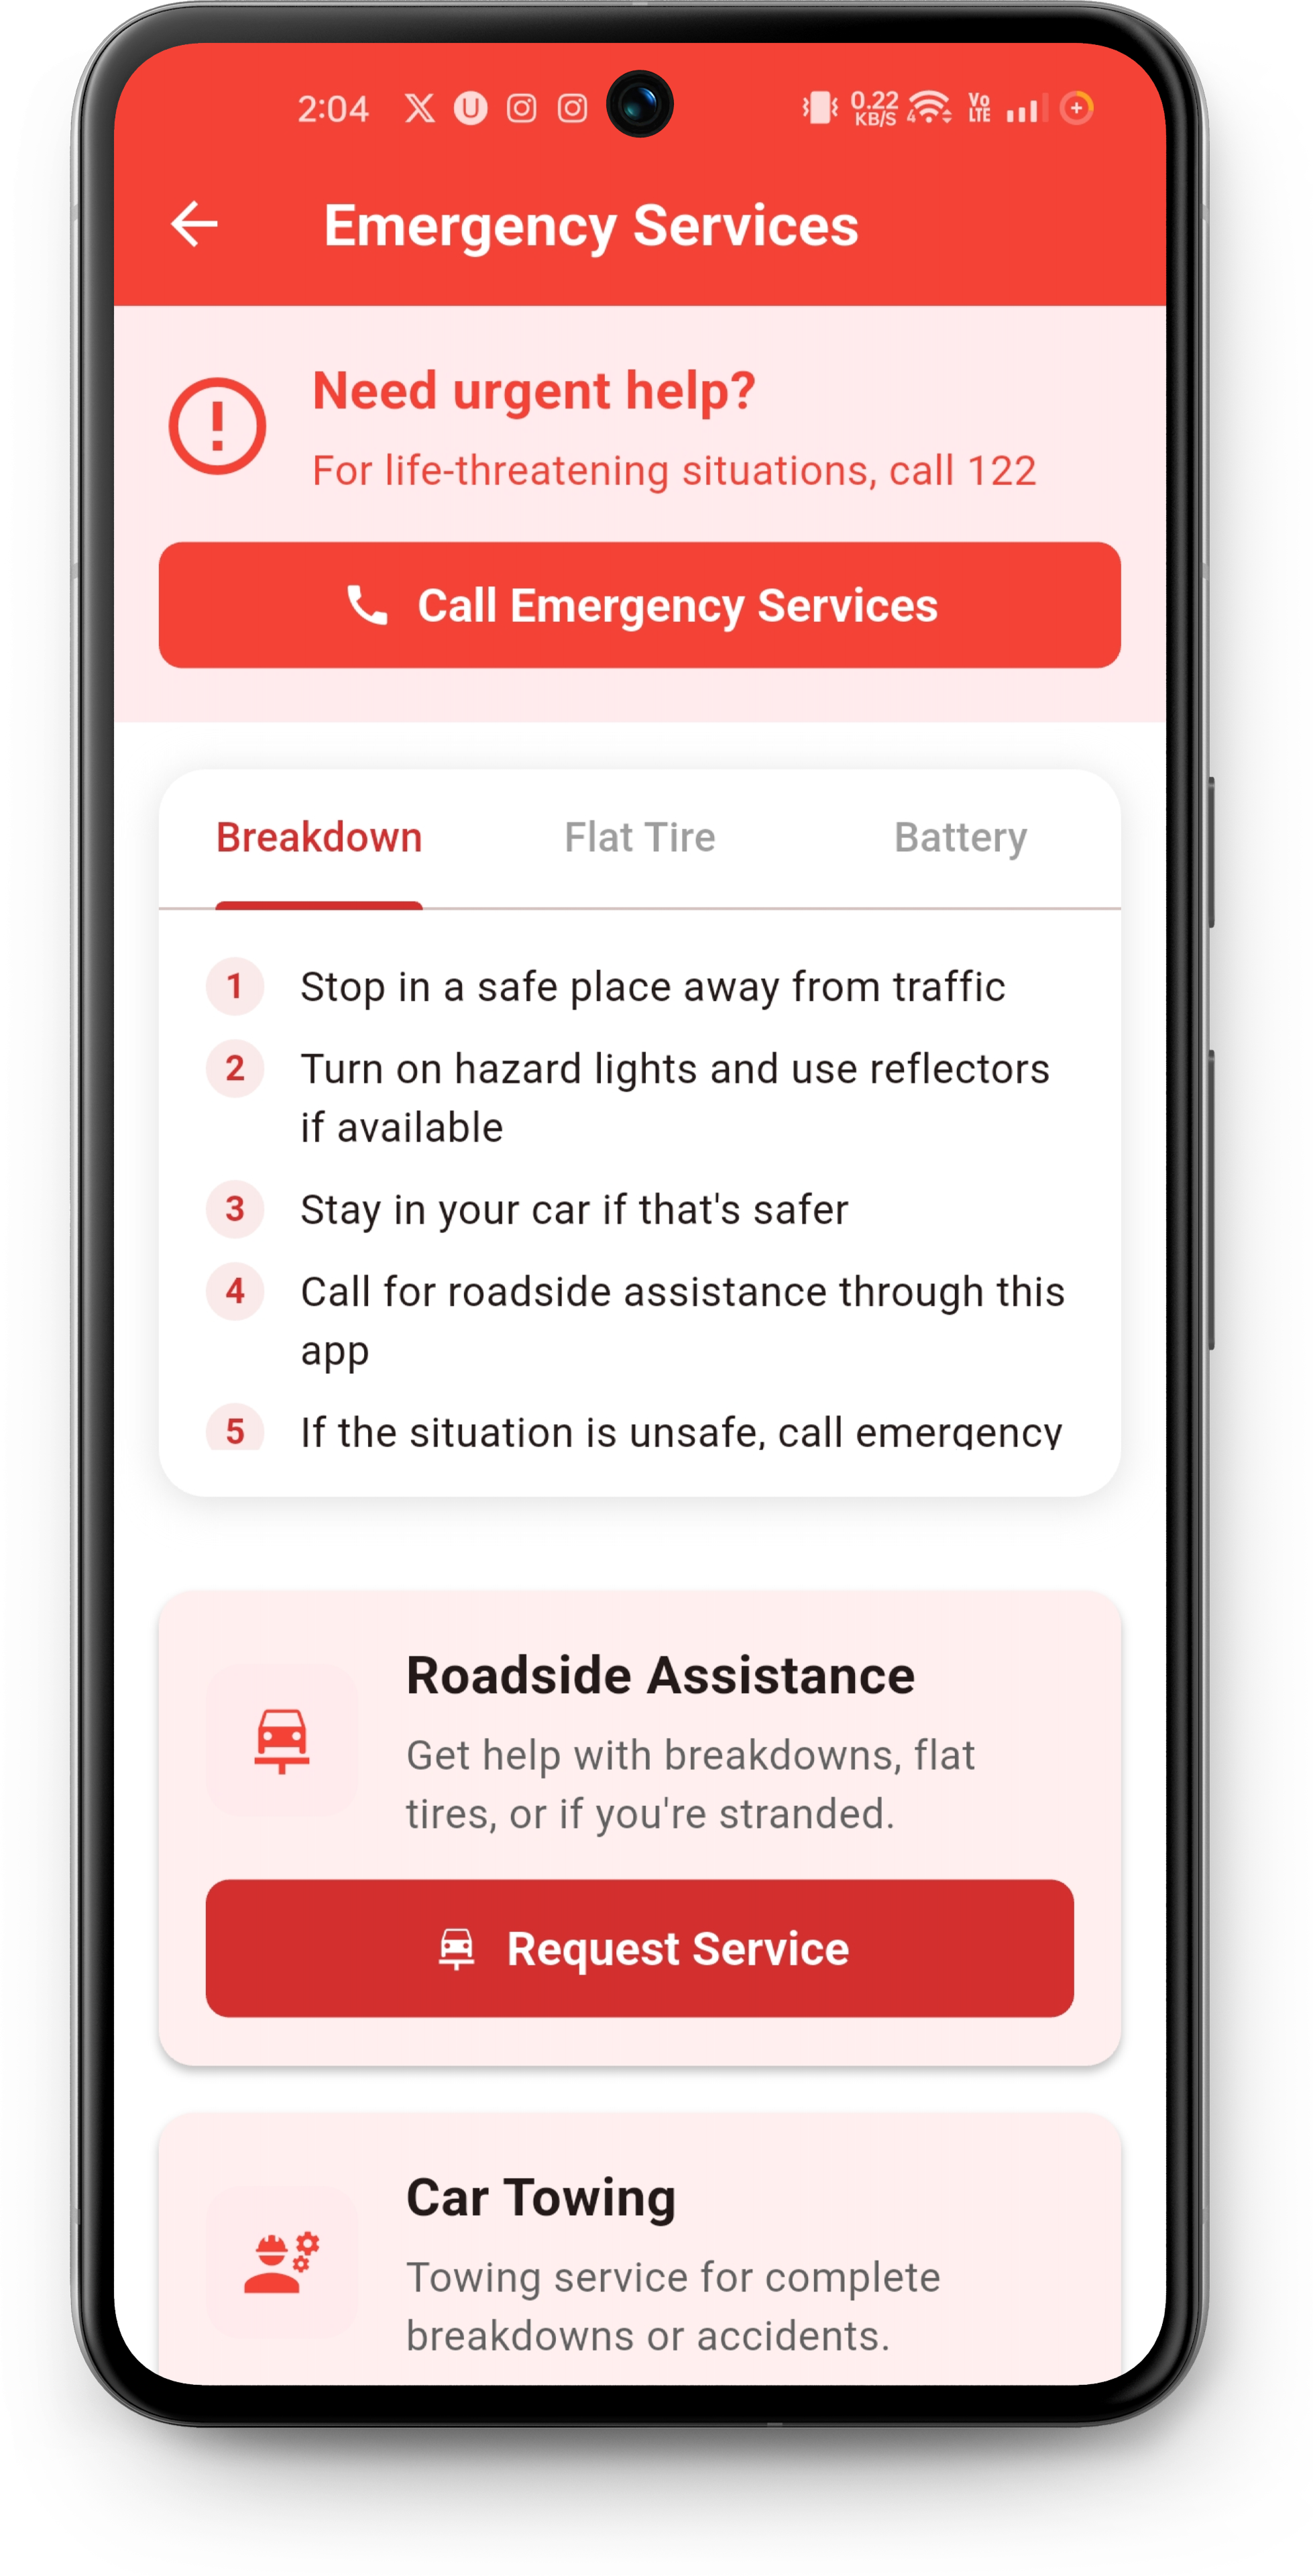 2:04
0.22
KB/S
4
Vo
LTE
Emergency Services
Need urgent help?
For life-threatening situations, call 122
Call Emergency Services
Breakdown
Flat Tire
Battery
1 Stop in a safe place away from traffic
2 Turn on hazard lights and use reflectors
if available
3 Stay in your car if that's safer
4 Call for roadside assistance through this
app
5 If the situation is unsafe, call emergency
Roadside Assistance
Get help with breakdowns, flat
tires, or if you're stranded.
Request Service
Car Towing
Towing service for complete
breakdowns or accidents.